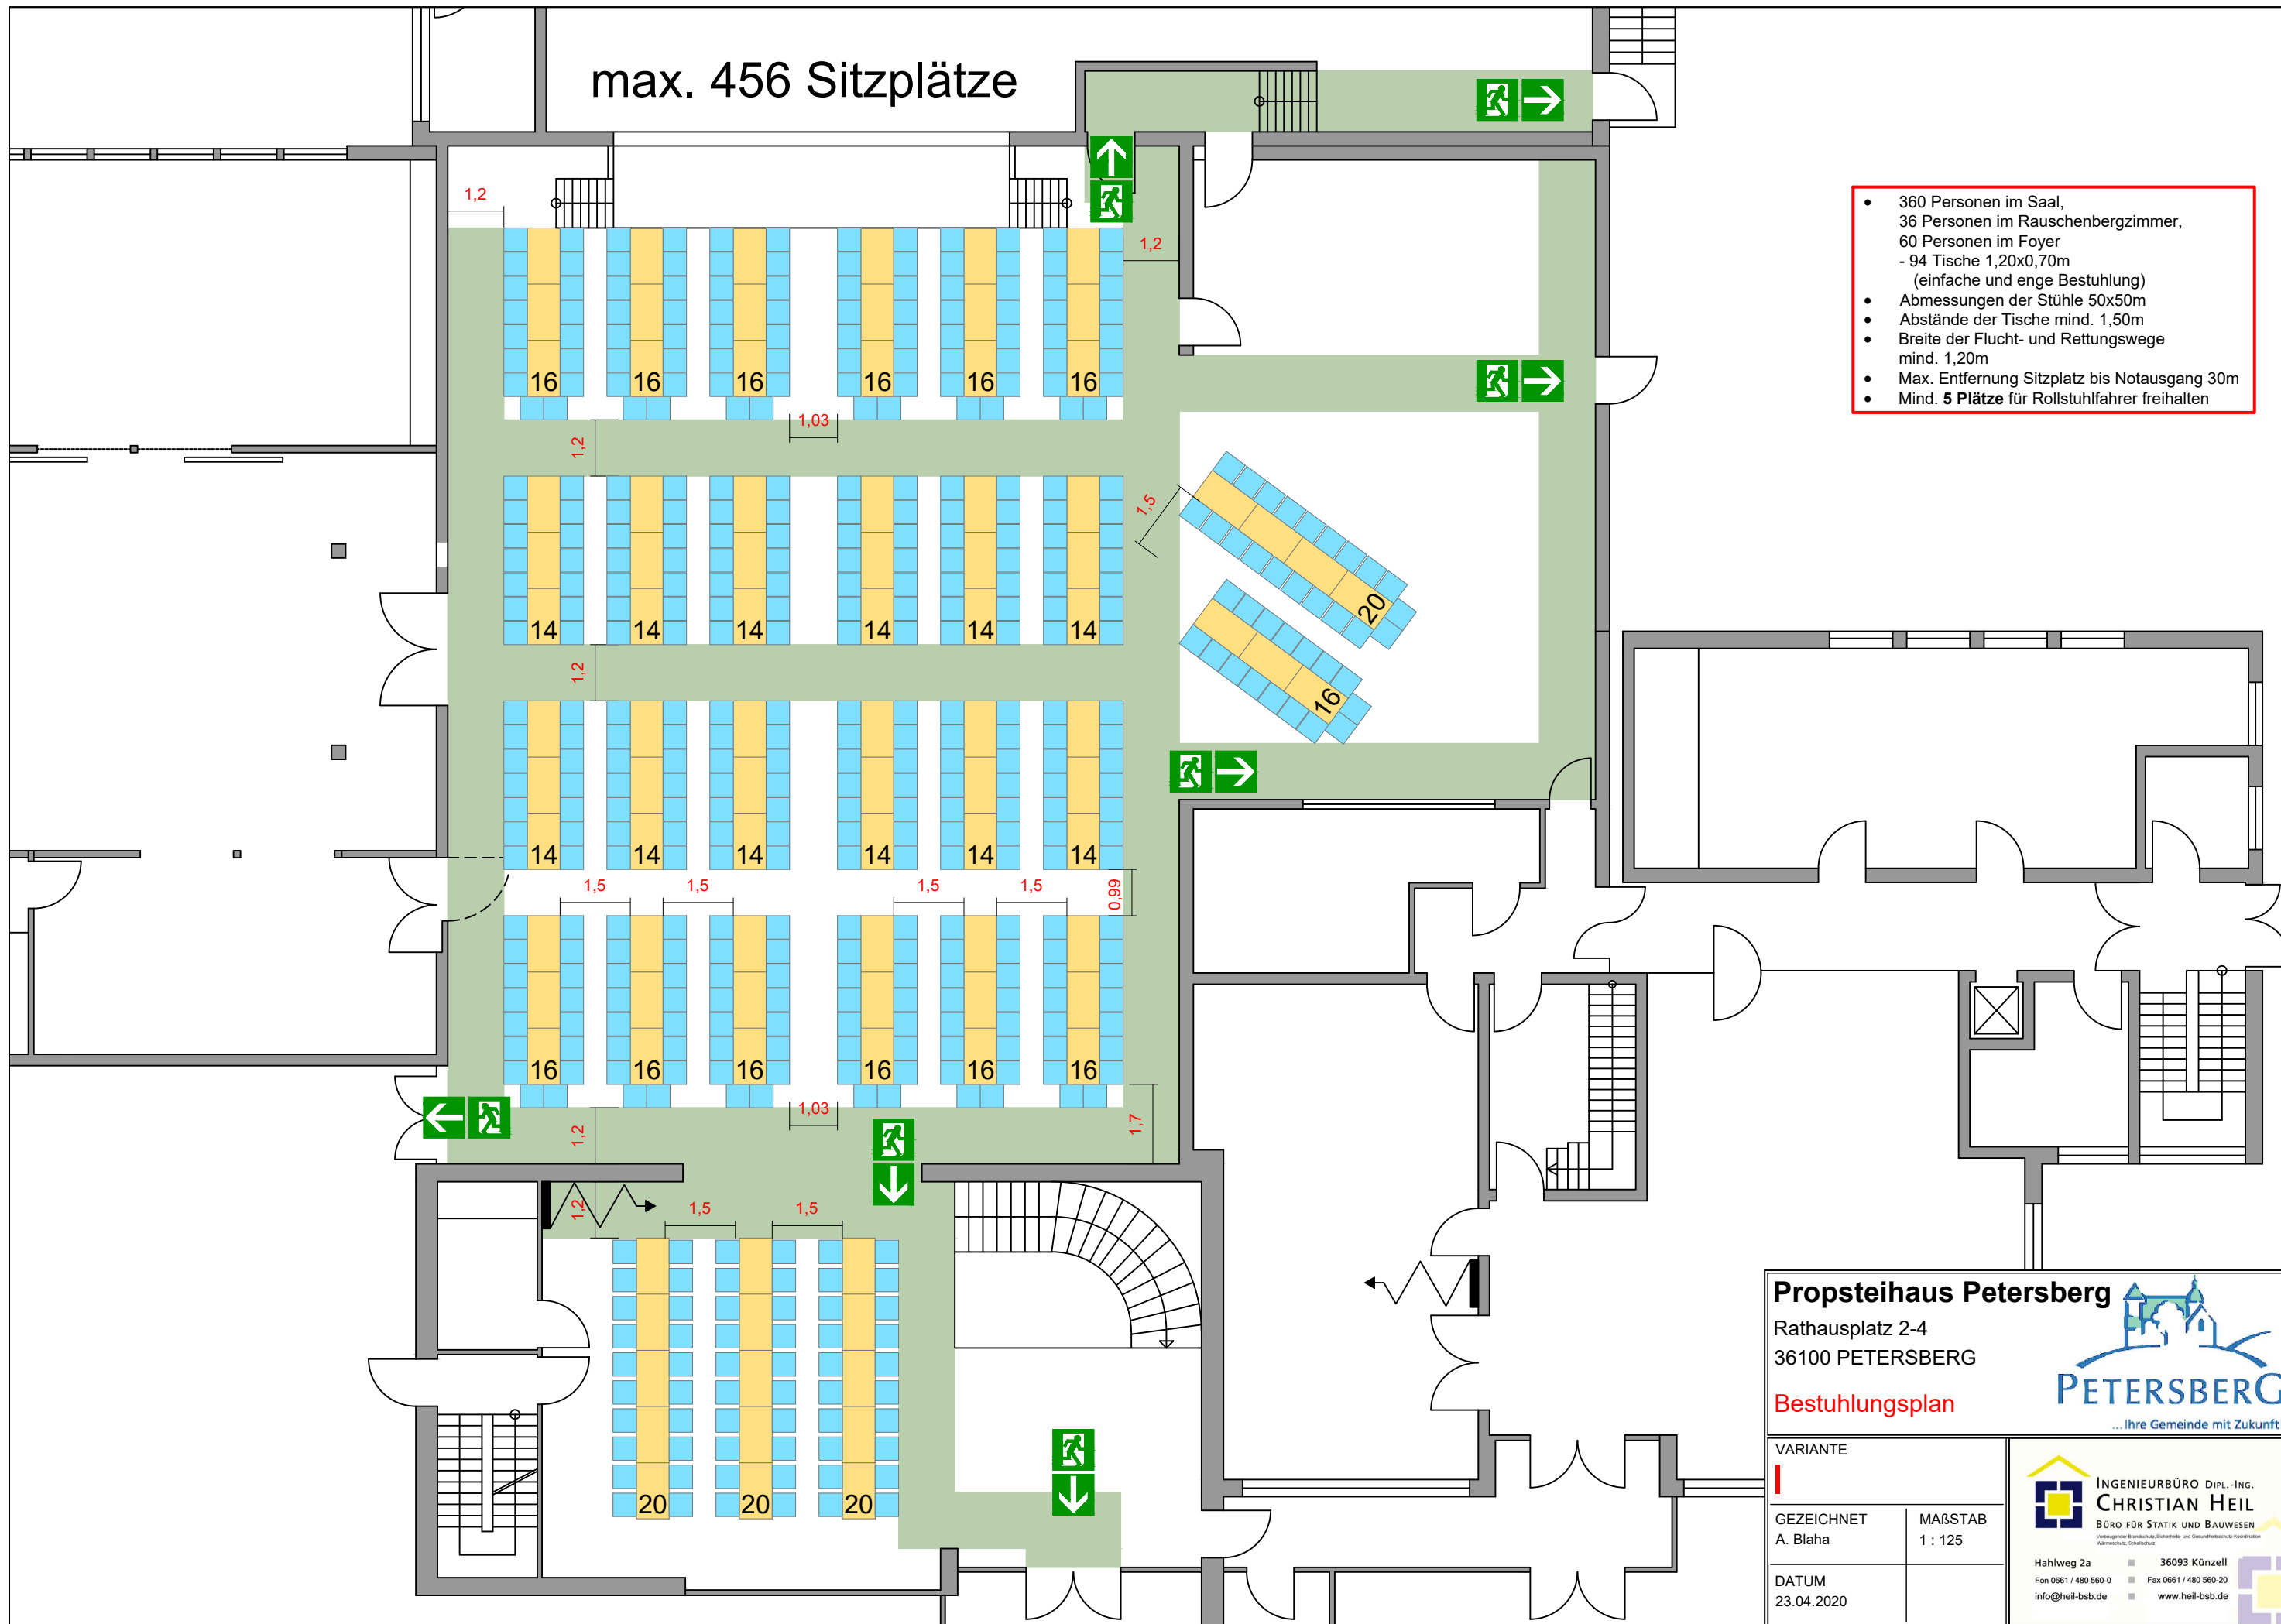 max. 456 Sitzplätze
1,2
1,2
• 360 Personen im Saal,
36 Personen im Rauschenbergzimmer,
60 Personen im Foyer
- 94 Tische 1,20x0,70m
(einfache und enge Bestuhlung)
• Abmessungen der Stühle 50x50m
• Abstände der Tische mind. 1,50m
• Breite der Flucht- und Rettungswege
mind. 1,20m
• Max. Entfernung Sitzplatz bis Notausgang 30m
• Mind. 5 Plätze für Rollstuhlfahrer freihalten
16 16 16 16 16 16
1,03
1,2
1,5
14 14 14 14 14 14
20
1,2
16
14 14 14 14 14 14
1,5 1,5 1,5 1,5
0,99
16 16 16 16 16 16
1,03
1,2
1,7
1,2
1,5 1,5
20 20 20
Propsteihaus Petersberg
Rathausplatz 2-4
36100 PETERSBERG
Bestuhlungsplan
PETERSBERG
...Ihre Gemeinde mit Zukunft
VARIANTE
I
GEZEICHNET
A. Blaha
MAßSTAB
1 : 125
DATUM
23.04.2020
INGENIEURBÜRO DIPL.-ING.
CHRISTIAN HEIL
BÜRO FÜR STATIK UND BAUWESEN
Vorbeugender Brandschutz, Sicherheits- und Gesundheitsschutz-Koordination
Wärmeschutz, Schallschutz
Hahlweg 2a 36093 Künzell
Fon 0661 / 480 560-0 Fax 0661 / 480 560-20
info@heil-bsb.de www.heil-bsb.de